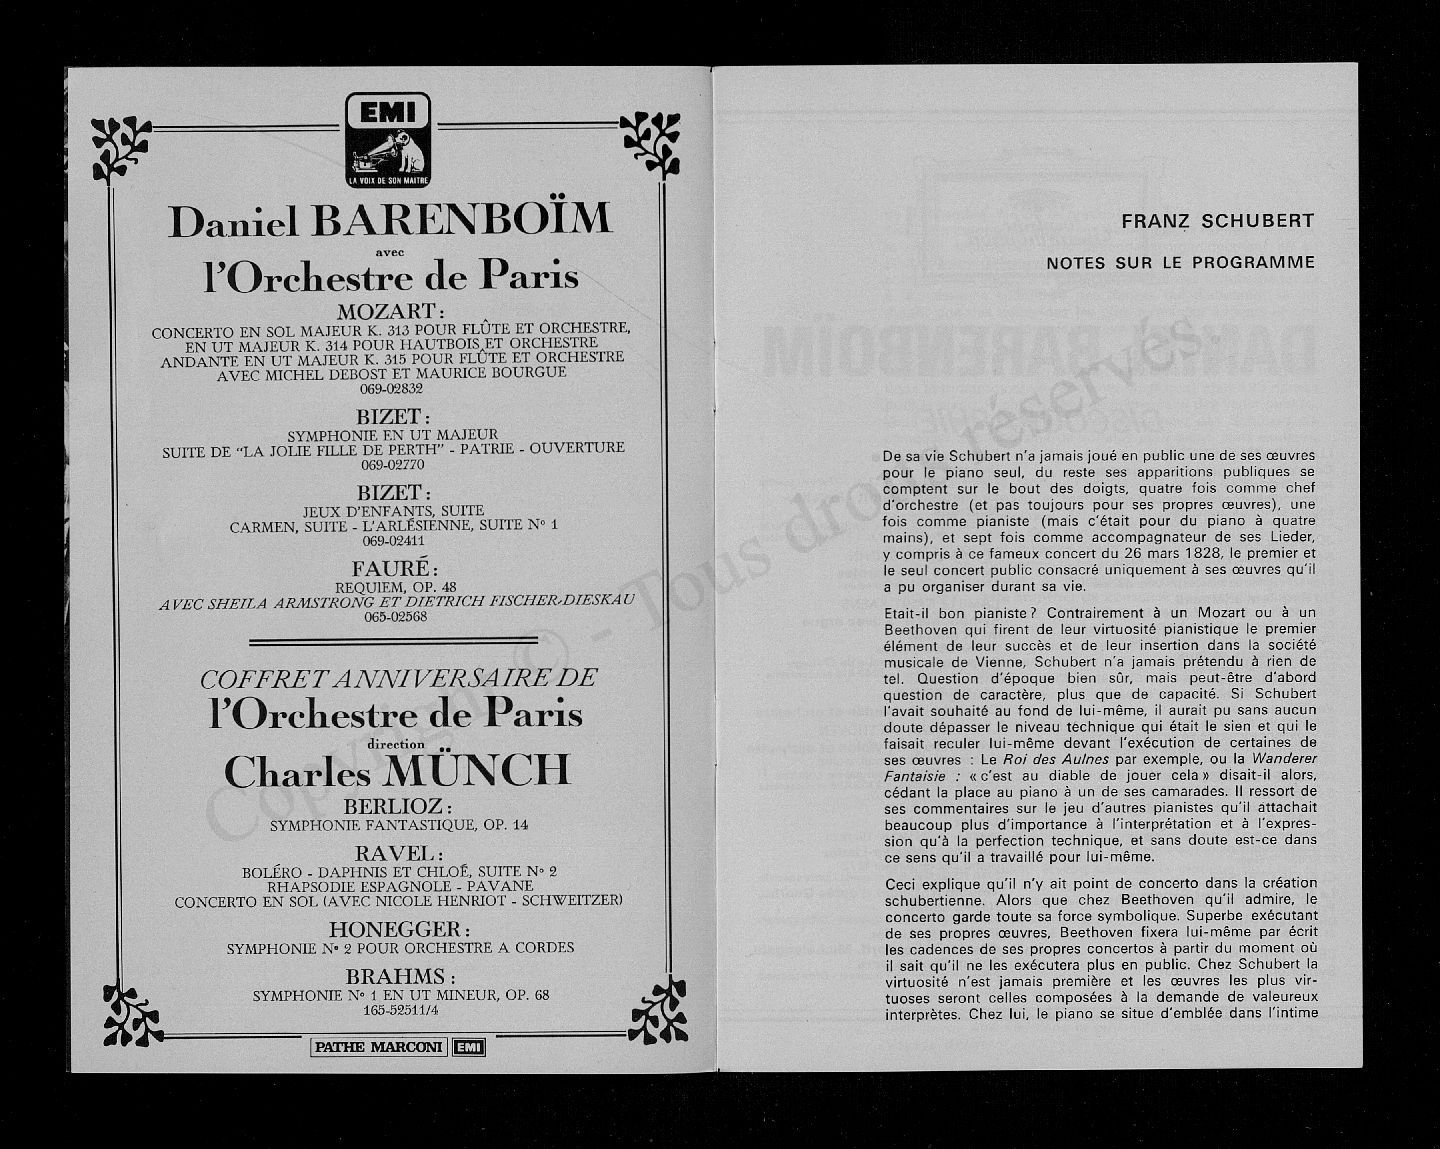 EMI
LA VOIX DE SON MAITRE
Daniel BARENBOÏM
avec
l'Orchestre de Paris
MOZART :
CONCERTO EN SOL MAJEUR K. 313 POUR FLÛTE ET ORCHESTRE,
EN UT MAJEUR K. 314 POUR HAUTBOIS ET ORCHESTRE
ANDANTE EN UT MAJEUR K. 315 POUR FLÛTE ET ORCHESTRE
AVEC MICHEL DEBOST ET MAURICE BOURGUE
069-02832
BIZET :
SYMPHONIE EN UT MAJEUR
SUITE DE "LA JOLIE FILLE DE PERTH" - PATRIE - OUVERTURE
069-02770
BIZET :
JEUX D'ENFANTS, SUITE
CARMEN, SUITE - L'ARLÉSIENNE, SUITE Nº 1
069-02411
FAURÉ :
REQUIEM, OP. 48
AVEC SHEILA ARMSTRONG ET DIETRICH FISCHER-DIESKAU
065-02568
COFFRET ANNIVERSAIRE DE
l'Orchestre de Paris
direction
Charles MÜNCH
BERLIOZ :
SYMPHONIE FANTASTIQUE, OP. 14
RAVEL :
BOLÉRO - DAPHNIS ET CHLOÉ, SUITE Nº 2
RHAPSODIE ESPAGNOLE - PAVANE
CONCERTO EN SOL (AVEC NICOLE HENRIOT - SCHWEITZER)
HONEGGER :
SYMPHONIE Nº 2 POUR ORCHESTRE A CORDES
BRAHMS :
SYMPHONIE Nº 1 EN UT MINEUR, OP. 68
165-52511/4
PATHE MARCONI EMI
FRANZ SCHUBERT
NOTES SUR LE PROGRAMME
De sa vie Schubert n'a jamais joué en public une de ses œuvres
pour le piano seul, du reste ses apparitions publiques se
comptent sur le bout des doigts, quatre fois comme chef
d'orchestre (et pas toujours pour ses propres œuvres), une
fois comme pianiste (mais c'était pour du piano à quatre
mains), et sept fois comme accompagnateur de ses Lieder,
y compris à ce fameux concert du 26 mars 1828, le premier et
le seul concert public consacré uniquement à ses œuvres qu'il
a pu organiser durant sa vie.
Etait-il bon pianiste ? Contrairement à un Mozart ou à un
Beethoven qui firent de leur virtuosité pianistique le premier
élément de leur succès et de leur insertion dans la société
musicale de Vienne, Schubert n'a jamais prétendu à rien de
tel. Question d'époque bien sûr, mais peut-être d'abord
question de caractère, plus que de capacité. Si Schubert
l'avait souhaité au fond de lui-même, il aurait pu sans aucun
doute dépasser le niveau technique qui était le sien et qui le
faisait reculer lui-même devant l'exécution de certaines de
ses œuvres : Le Roi des Aulnes par exemple, ou la Wanderer
Fantaisie : « c'est au diable de jouer cela » disait-il alors,
cédant la place au piano à un de ses camarades. Il ressort de
ses commentaires sur le jeu d'autres pianistes qu'il attachait
beaucoup plus d'importance à l'interprétation et à l'expres-
sion qu'à la perfection technique, et sans doute est-ce dans
ce sens qu'il a travaillé pour lui-même.
Ceci explique qu'il n'y ait point de concerto dans la création
schubertienne. Alors que chez Beethoven qu'il admire, le
concerto garde toute sa force symbolique. Superbe exécutant
de ses propres œuvres, Beethoven fixera lui-même par écrit
les cadences de ses propres concertos à partir du moment où
il sait qu'il ne les exécutera plus en public. Chez Schubert la
virtuosité n'est jamais première et les œuvres les plus vir-
tuoses seront celles composées à la demande de valeureux
interprètes. Chez lui, le piano se situe d'emblée dans l'intime
Copyright © - Tous droits réservés.